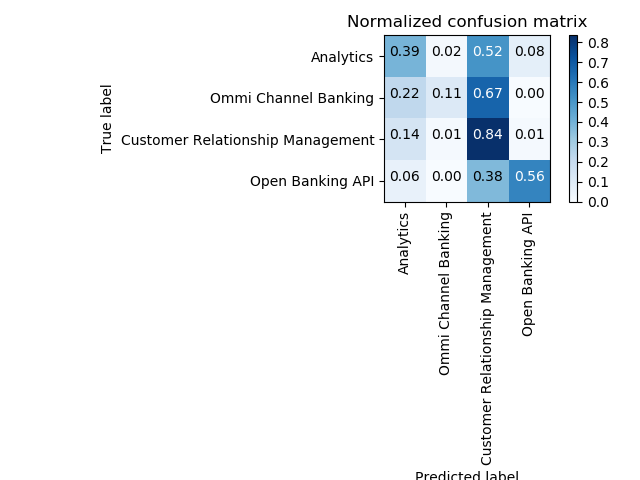 Normalized confusion matrix
True label
Analytics 0.39 0.02 0.52 0.08
Ommi Channel Banking 0.22 0.11 0.67 0.00
Customer Relationship Management 0.14 0.01 0.84 0.01
Open Banking API 0.06 0.00 0.38 0.56
0.8
0.7
0.6
0.5
0.4
0.3
0.2
0.1
0.0
Analytics
Ommi Channel Banking
Customer Relationship Management
Open Banking API
Predicted label